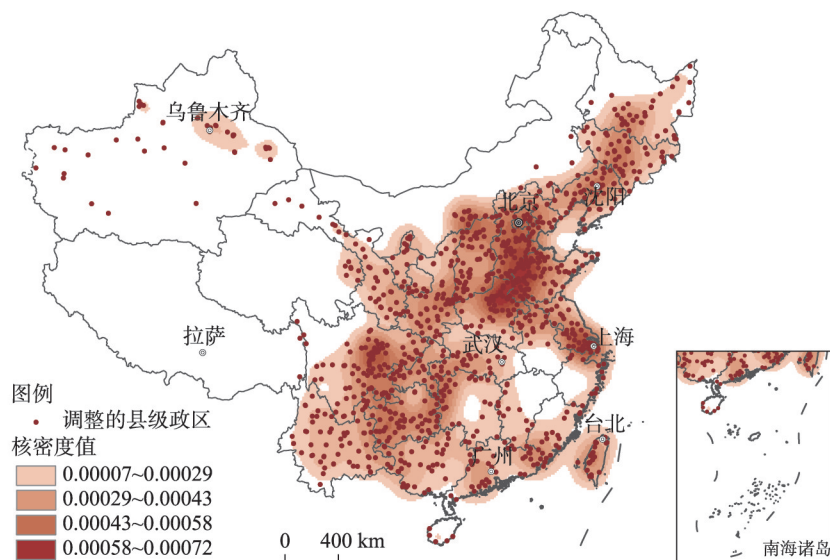 乌鲁木齐
沈阳
北京
拉萨
武汉
上海
台北
广州
图例
调整的县级政区
核密度值
0.00007~0.00029
0.00029~0.00043
0.00043~0.00058
0.00058~0.00072
0 400 km
南海诸岛